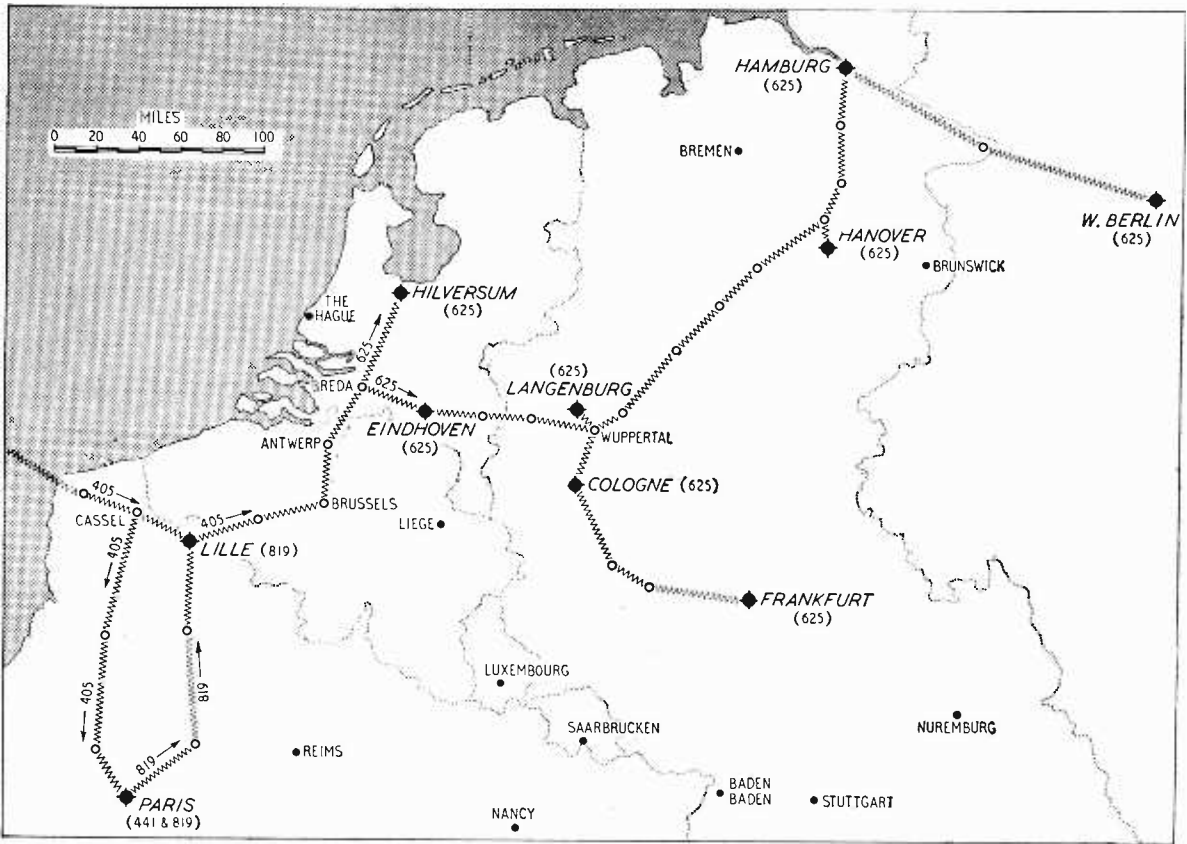 HAMBURG
(625)
MILES
0 20 40 60 80 100
BREMEN
W. BERLIN
(625)
HANOVER
(625)
BRUNSWICK
HILVERSUM
(625)
THE
HAGUE
625
(625)
LANGENBURG
REDA
625
EINDHOVEN
(625)
WUPPERTAL
ANTWERP
COLOGNE (625)
405
CASSEL
405
BRUSSELS
LIEGE
LILLE (819)
405
FRANKFURT
(625)
LUXEMBOURG
405
819
NUREMBURG
SAARBRUCKEN
REIMS
819
BADEN
BADEN
STUTTGART
PARIS
(441 & 819)
NANCY